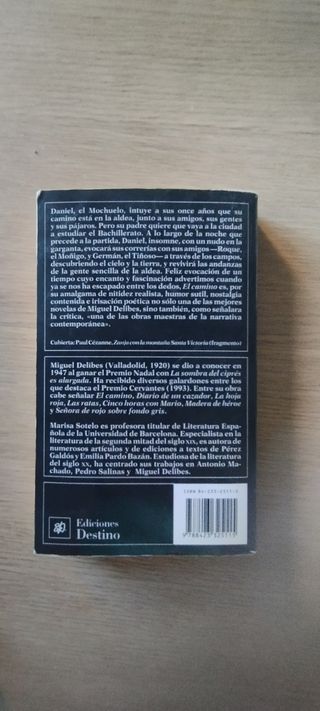 Daniel, el Mochuelo, intuye a sus once años que su
camino está en la aldea, junto a sus amigos, sus gentes
y sus pájaros. Pero su padre quiere que vaya a la ciudad
a estudiar el Bachillerato. A lo largo de la noche que
precede a la partida, Daniel, insomne, con un nudo en la
garganta, evocará sus correrías con sus amigos —Roque,
el Moñigo, y Germán, el Tiñoso— a través de los campos,
descubriendo el cielo y la tierra, y revivirá las andanzas
de la gente sencilla de la aldea. Feliz evocación de un
tiempo cuyo encanto y fascinación advertimos cuando
ya se nos ha escapado entre los dedos, El camino es, por
su amalgama de nitidez realista, humor sutil, nostalgia
contenida e irisación poética no sólo una de las mejores
novelas de Miguel Delibes, sino también, como señalara
la crítica, «una de las obras maestras de la narrativa
contemporánea».
Cubierta: Paul Cézanne, Zanja con la montaña Santa Victoria (fragmento)
Miguel Delibes (Valladolid, 1920) se dio a conocer en
1947 al ganar el Premio Nadal con La sombra del ciprés
es alargada. Ha recibido diversos galardones entre los
que destaca el Premio Cervantes (1993). Entre su obra
cabe señalar El camino, Diario de un cazador, La hoja
roja, Las ratas, Cinco horas con Mario, Madera de héroe
y Señora de rojo sobre fondo gris.
Marisa Sotelo es profesora titular de Literatura Espa-
ñola de la Universidad de Barcelona. Especialista en la
literatura de la segunda mitad del siglo XIX, es autora de
numerosos artículos y de ediciones a textos de Pérez
Galdós y Emilia Pardo Bazán. Estudiosa de la literatura
del siglo XX, ha centrado sus trabajos en Antonio Ma-
chado, Pedro Salinas y Miguel Delibes.
Ediciones
Destino